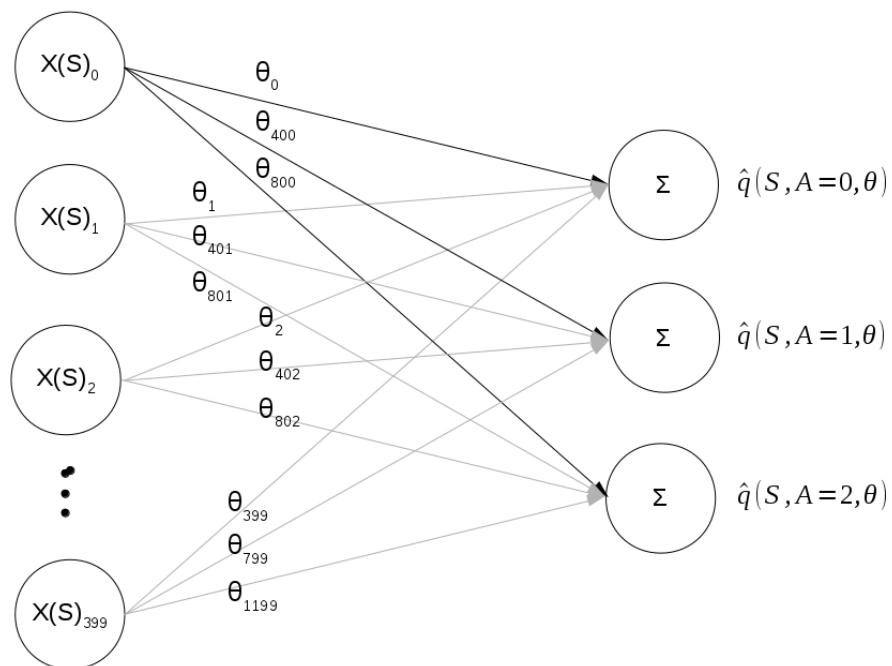 X(S)₀
θ₀
θ₄₀₀
θ₈₀₀
Σ
q̂(S, A=0, θ)
X(S)₁
θ₁
θ₄₀₁
θ₈₀₁
Σ
q̂(S, A=1, θ)
X(S)₂
θ₂
θ₄₀₂
θ₈₀₂
Σ
q̂(S, A=2, θ)
X(S)₃₉₉
θ₃₉₉
θ₇₉₉
θ₁₁₉₉